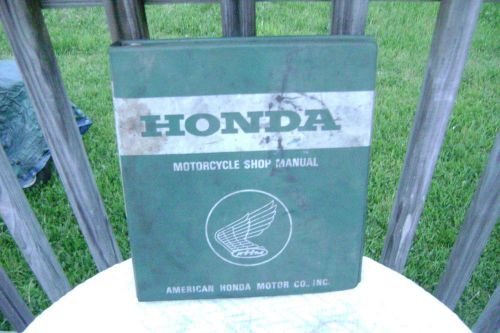 HONDA
MOTORCYCLE SHOP MANUAL
AMERICAN HONDA MOTOR CO., INC.